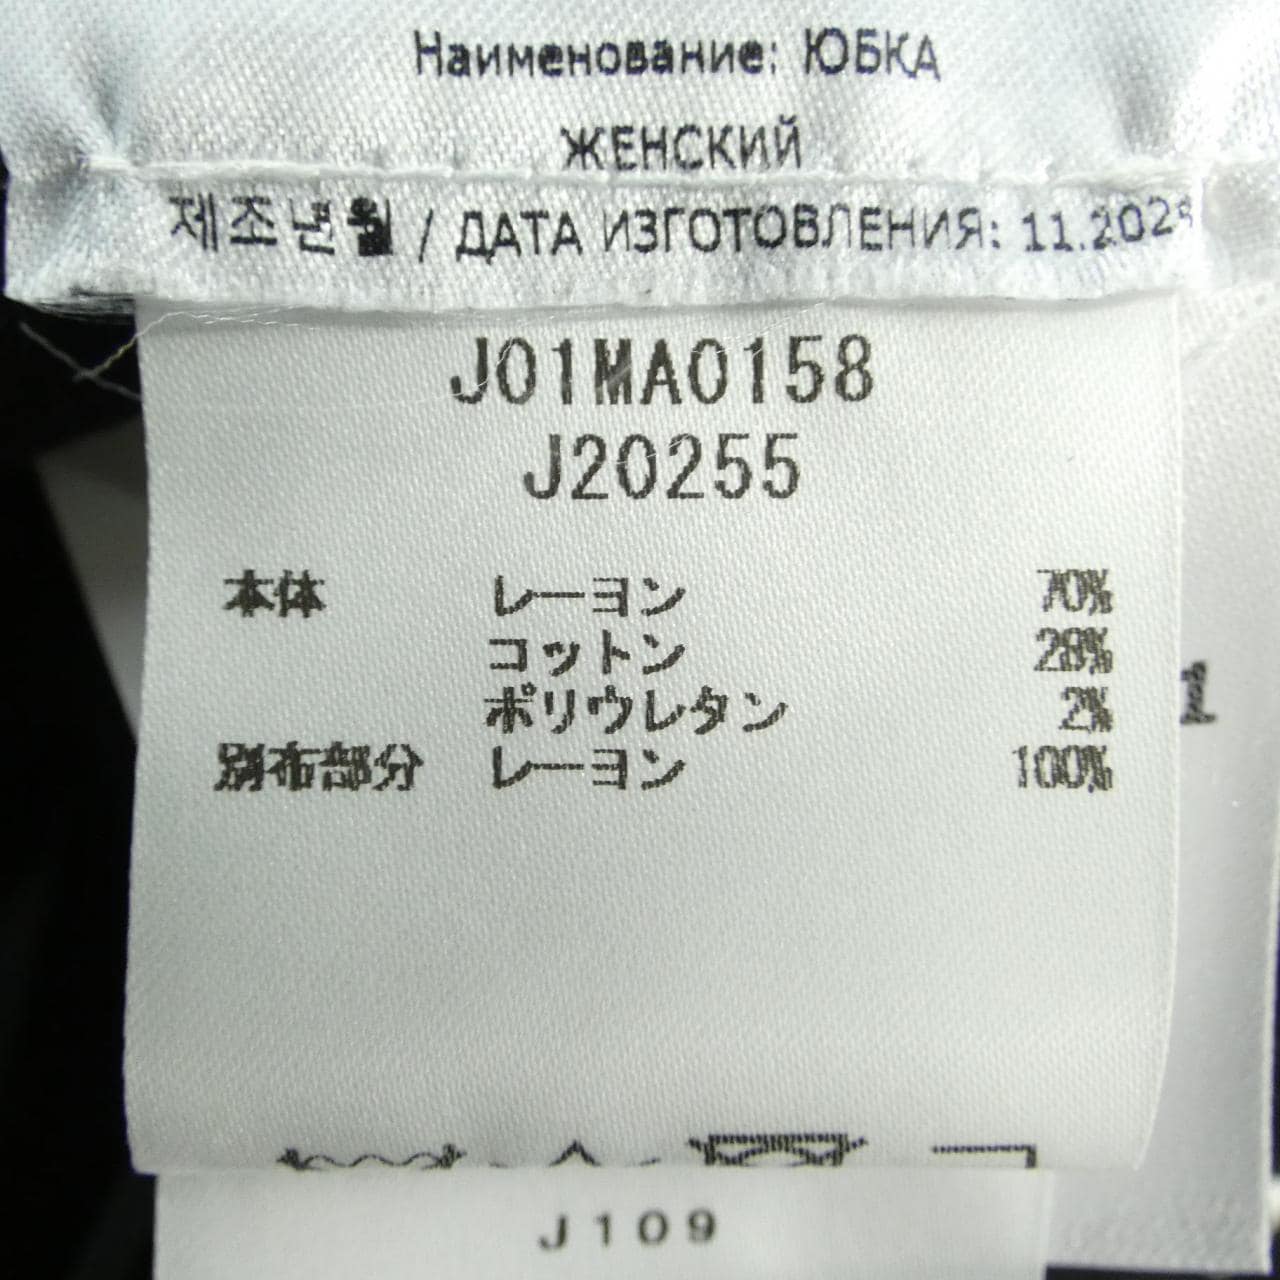 Наименование: ЮБКА
ЖЕНСКИЙ
제조년월 / ДАТА ИЗГОТОВЛЕНИЯ:
J01MA0158
J20255
本体 レーヨン 70%
コットン 28%
ポリウレタン 2%
別布部分 レーヨン 100%
J109